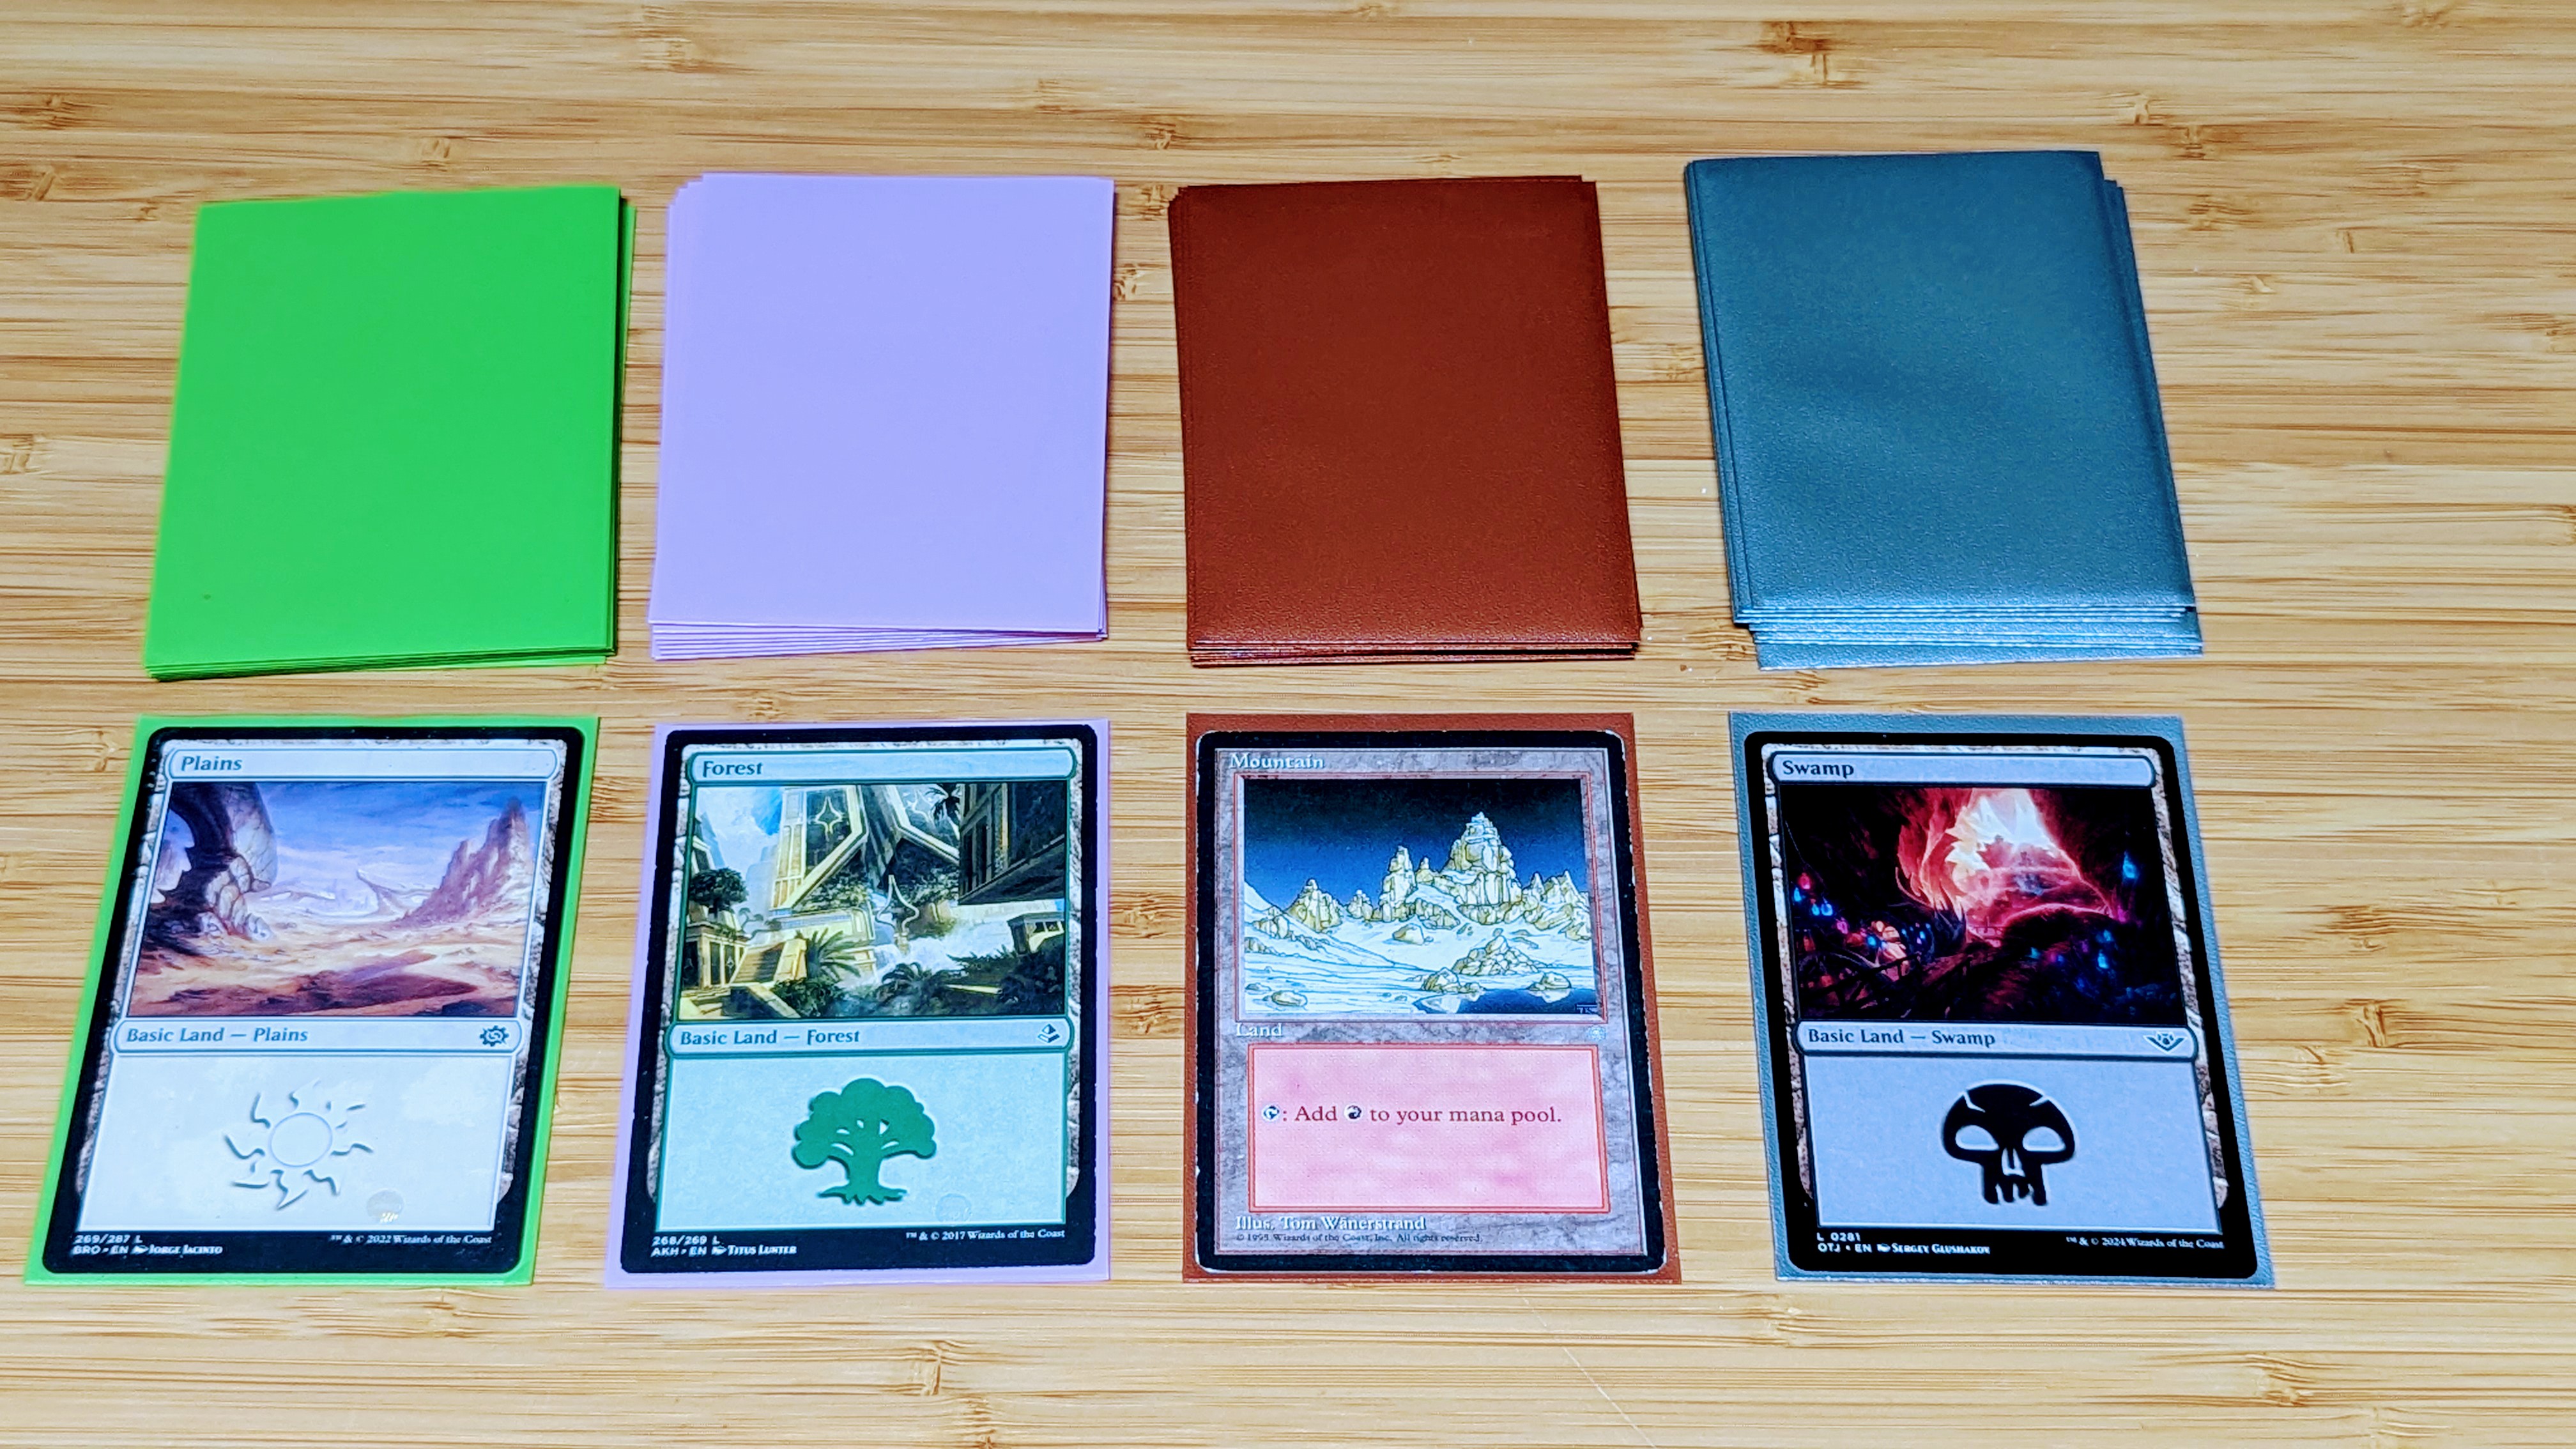 Plains
Basic Land — Plains
269/287 L
BRO • EN Jorge Jacinto
™ & © 2022 Wizards of the Coast
Forest
Basic Land — Forest
268/269 L
AKH • EN Titus Lunter
™ & © 2017 Wizards of the Coast
Mountain
Land
: Add to your mana pool.
Illus. Tom Wänerstrand
© 1995 Wizards of the Coast, Inc. All rights reserved.
Swamp
Basic Land — Swamp
L 0281
OTJ • EN Sergey Glushakov
™ & © 2024 Wizards of the Coast